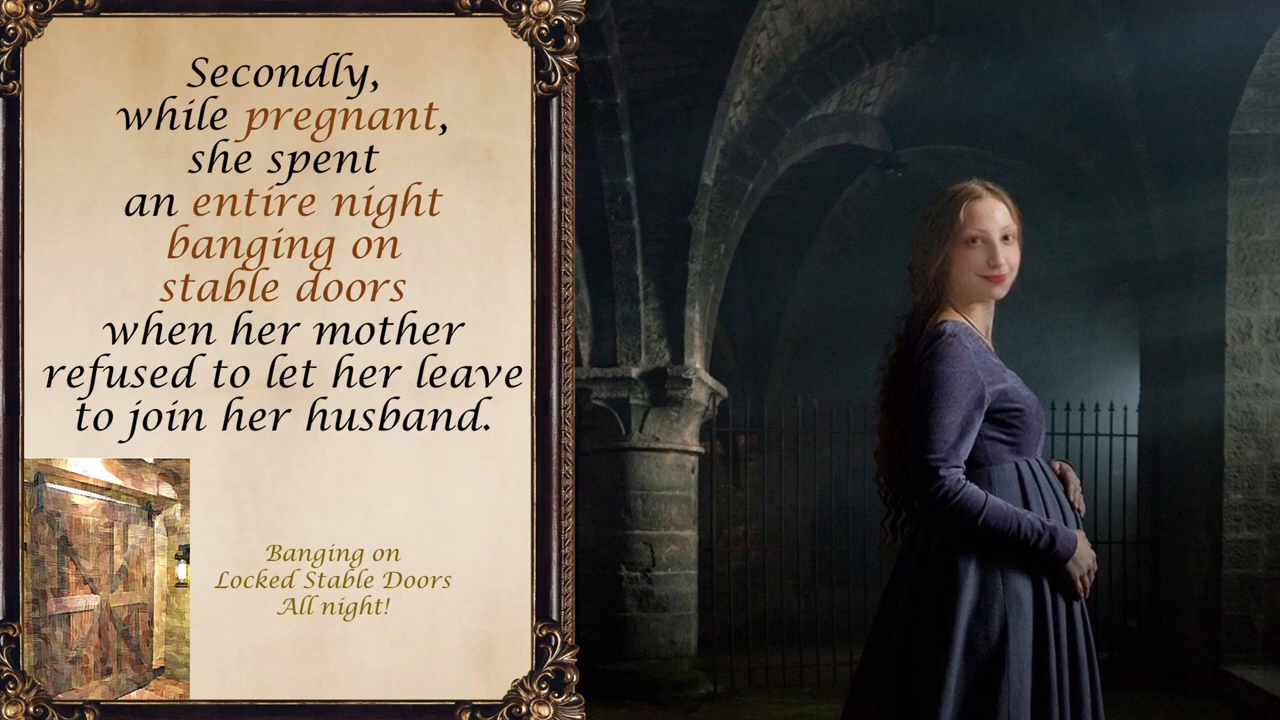 Secondly,
while pregnant,
she spent
an entire night
banging on
stable doors
when her mother
refused to let her leave
to join her husband.
Banging on
Locked Stable Doors
All night!